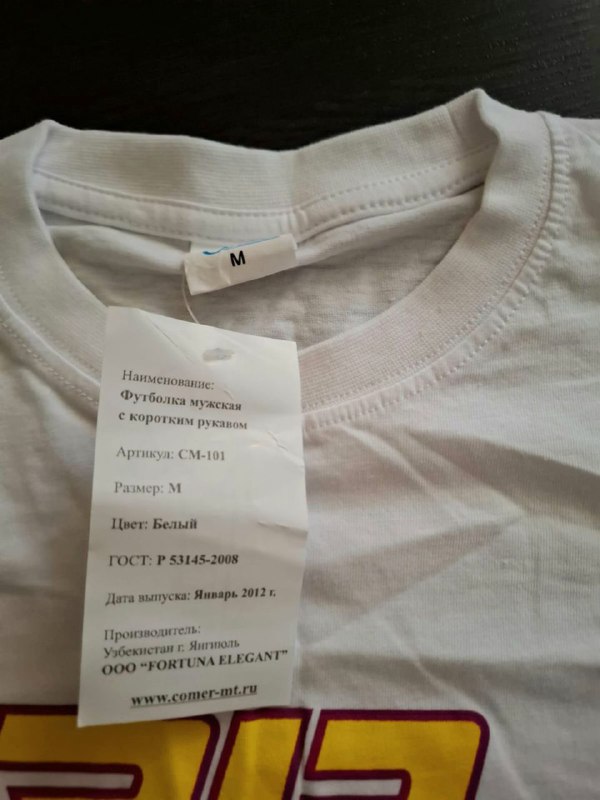 M
Наименование:
Футболка мужская
с коротким рукавом
Артикул: СМ-101
Размер: М
Цвет: Белый
ГОСТ: Р 53145-2008
Дата выпуска: Январь 2012 г.
Производитель:
Узбекистан г. Янгиюль
ООО “FORTUNA ELEGANT”
www.comer-mt.ru